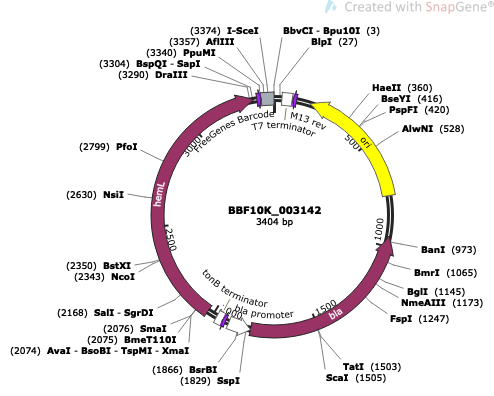 Created with SnapGene®
(3374) I-SceI
(3357) AflIII
(3340) PpuMI
(3304) BspQI - SapI
(3290) DraIII
BbvCI - Bpu10I (3)
BlpI (27)
HaeII (360)
BseYI (416)
PspFI (420)
AlwNI (528)
FreeGenes Barcode
T7 terminator
M13 rev
ori
500
1000
1500
2500
3000
(2799) PfoI
(2630) NsiI
hemL
BBF10K_003142
3404 bp
(2350) BstXI
(2343) NcoI
(2168) SalI - SgrDI
(2076) SmaI
(2075) BmeT110I
(2074) AvaI - BsoBI - TspMI - XmaI
(1866) BsrBI
(1829) SspI
tonB terminator
bla promoter
bla
BanI (973)
BmrI (1065)
BglI (1145)
NmeAIII (1173)
FspI (1247)
TatI (1503)
ScaI (1505)